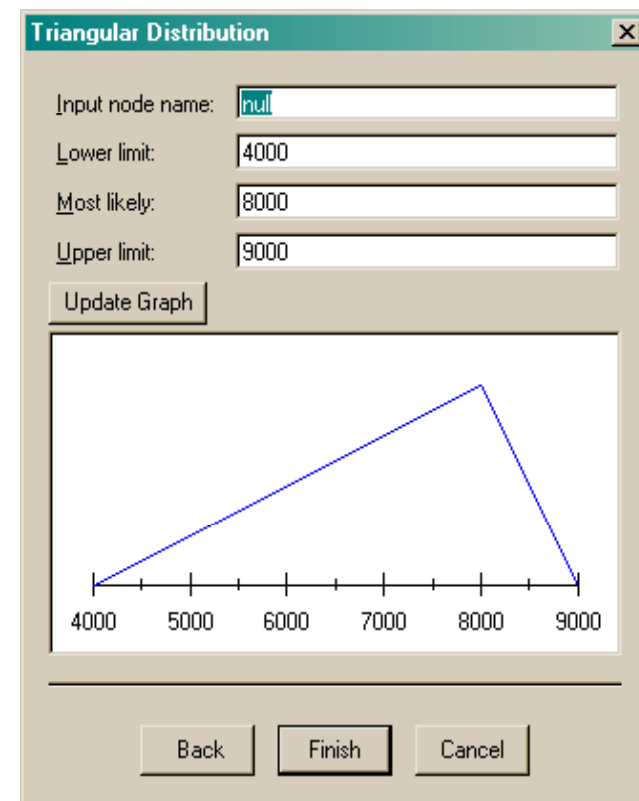 Triangular Distribution
Input node name: null
Lower limit: 4000
Most likely: 8000
Upper limit: 9000
Update Graph
4000 5000 6000 7000 8000 9000
Back Finish Cancel